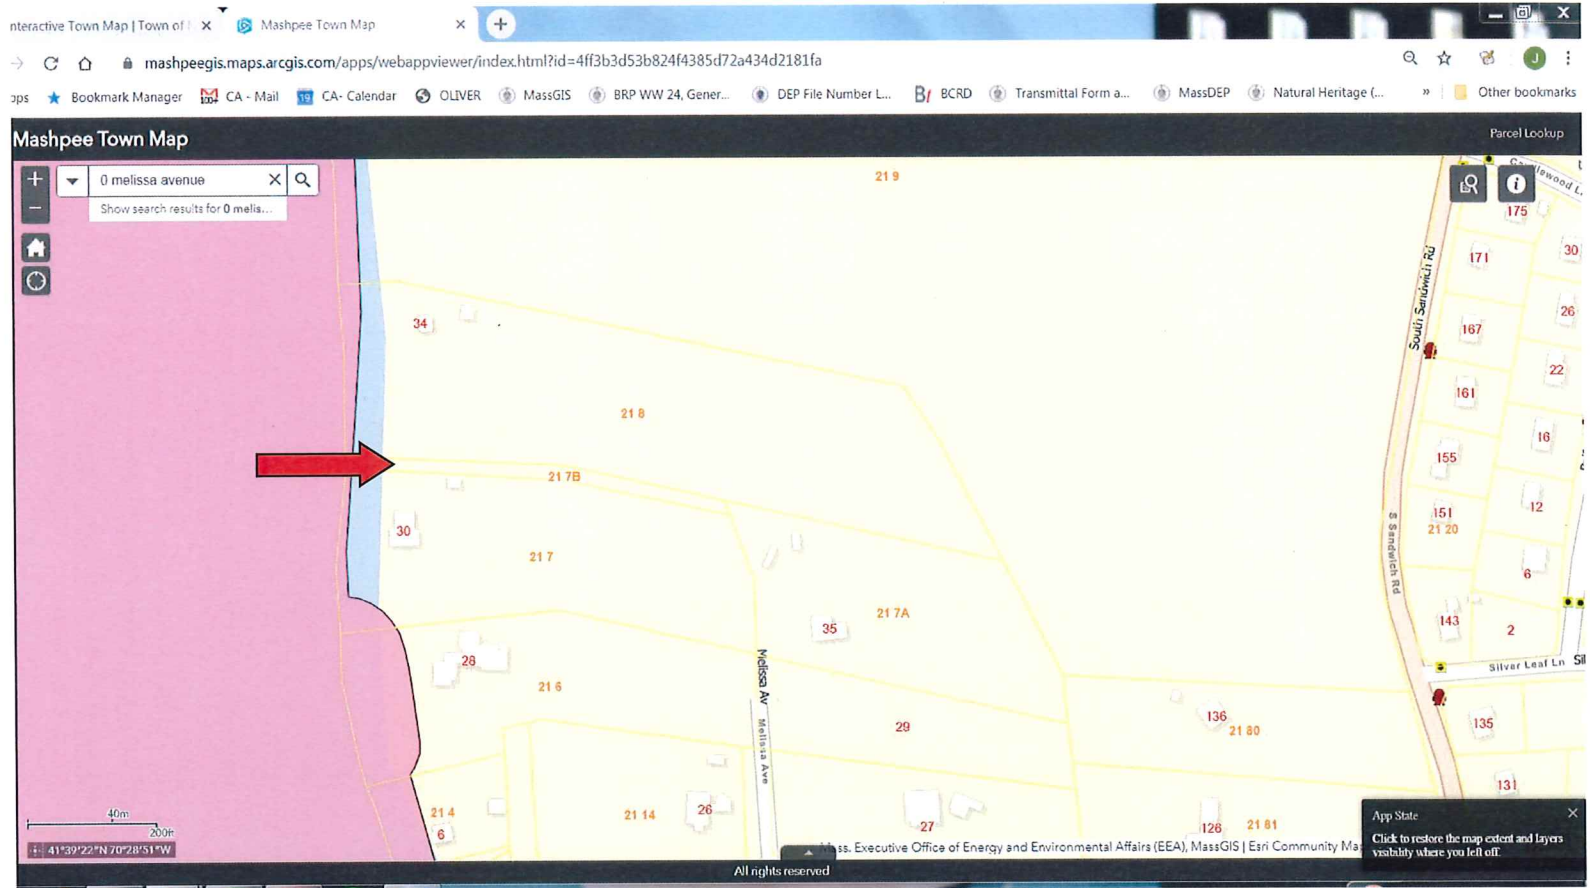 nteractive Town Map | Town of
Mashpee Town Map
mashpeegis.maps.arcgis.com/apps/webappviewer/index.html?id=4ff3b3d53b824f4385d72a434d2181fa
J
pps Bookmark Manager CA - Mail 19 CA- Calendar OLIVER MassGIS BRP WW 24, Gener... DEP File Number L... B/ BCRD Transmittal Form a... MassDEP Natural Heritage (... » Other bookmarks
Mashpee Town Map
Parcel Lookup
0 melissa avenue
Show search results for 0 melis...
21 9
175
171
30
South Sandwich Rd
26
34
167
22
161
21 8
16
155
21 7B
12
151
30
21 20
21 7
S Sandwich Rd
6
21 7A
143
35
2
28
Silver Leaf Ln
Sil
Melissa Av
21 6
136
135
29
21 80
Melissa Ave
131
40m
21 4
21 14
26
200ft
6
27
126
21 81
App State
Click to restore the map extent and layers
visibility where you left off.
41°39'22"N 70°28'51"W
Mass. Executive Office of Energy and Environmental Affairs (EEA), MassGIS | Esri Community Map
All rights reserved